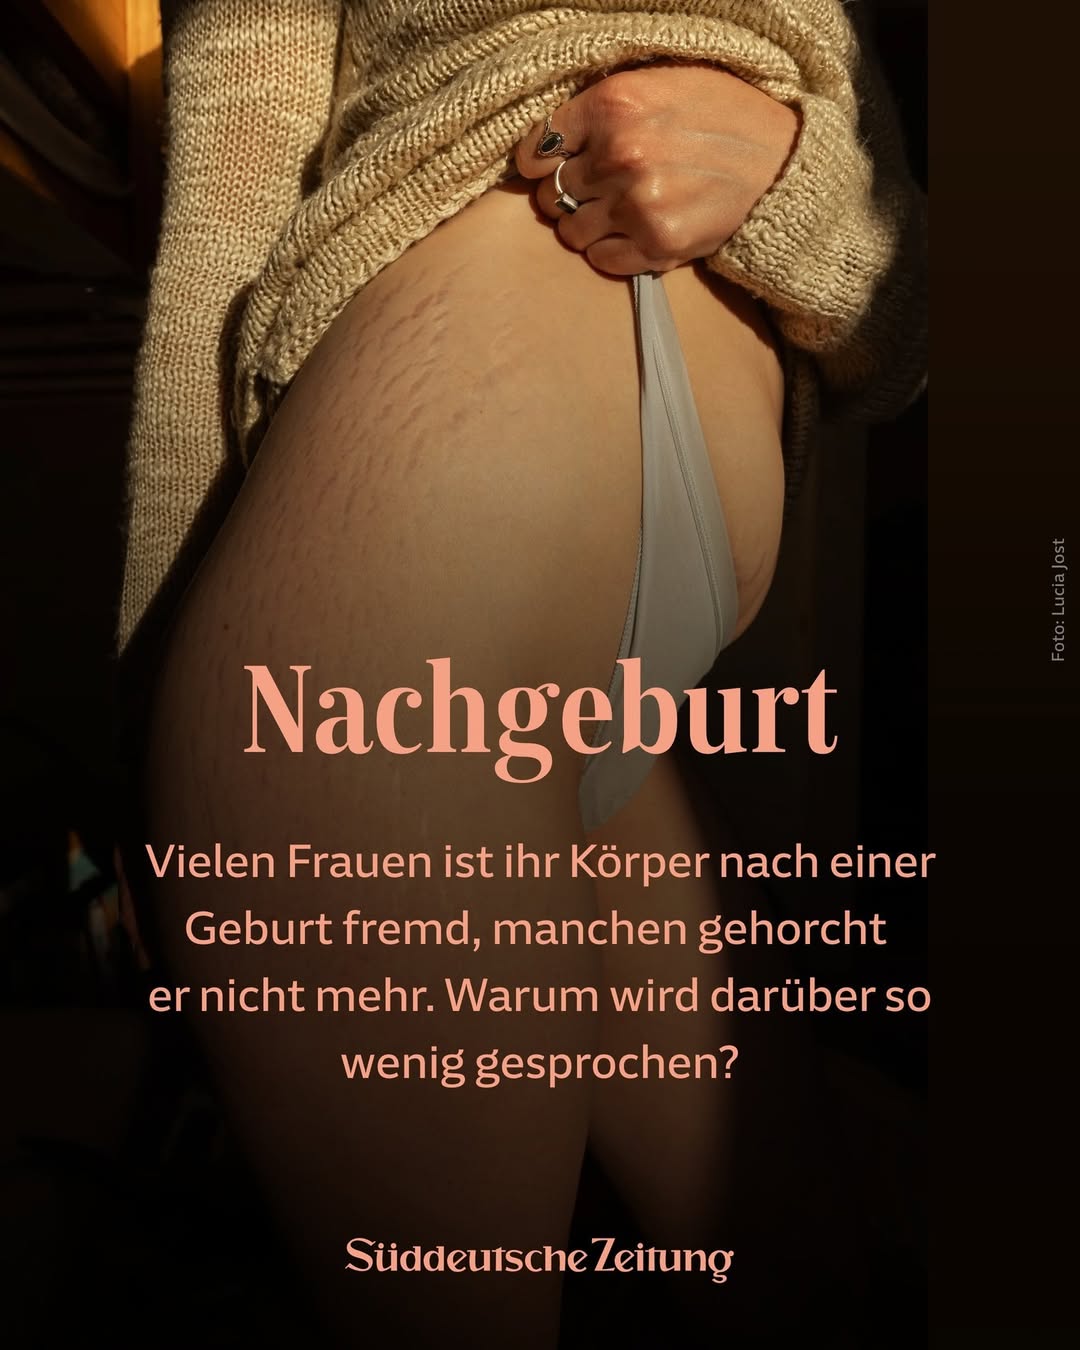 Foto: Lucia Jost
Nachgeburt
Vielen Frauen ist ihr Körper nach einer
Geburt fremd, manchen gehorcht
er nicht mehr. Warum wird darüber so
wenig gesprochen?
Süddeutsche Zeitung